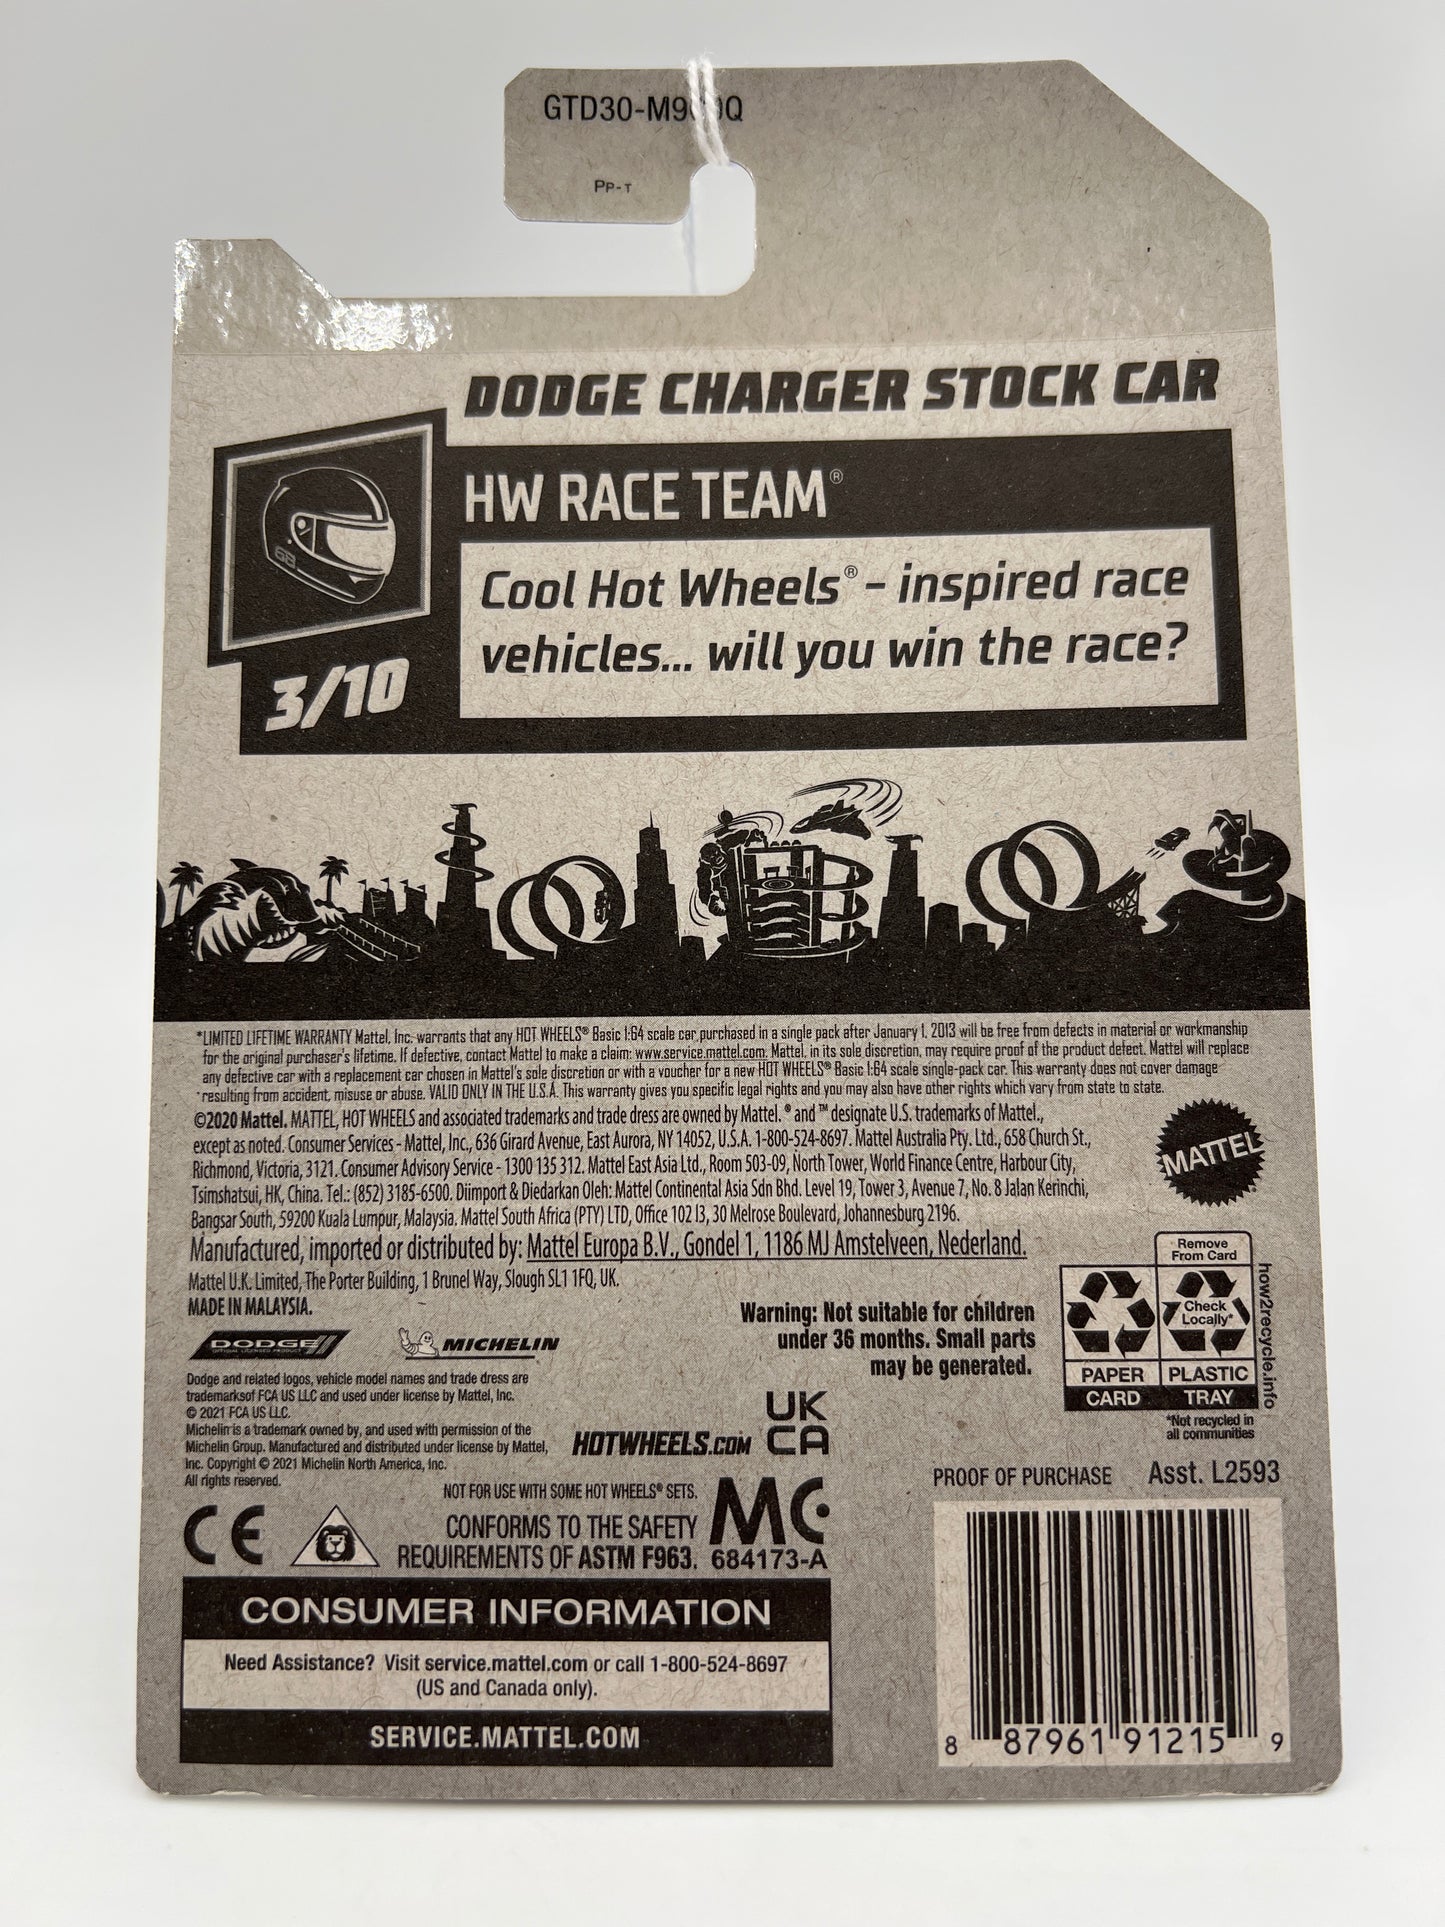 GTD30-M9
Pp-T
DODGE CHARGER STOCK CAR
HW RACE TEAM®
68
3/10
Cool Hot Wheels® – inspired race
vehicles... will you win the race?
*LIMITED LIFETIME WARRANTY Mattel, Inc. warrants that any HOT WHEELS® Basic 1:64 scale car purchased in a single pack after January 1, 2013 will be free from defects in material or workmanship
for the original purchaser's lifetime. If defective, contact Mattel to make a claim: www.service.mattel.com. Mattel, in its sole discretion, may require proof of the product defect. Mattel will replace
any defective car with a replacement car chosen in Mattel's sole discretion or with a voucher for a new HOT WHEELS® Basic 1:64 scale single-pack car. This warranty does not cover damage
resulting from accident, misuse or abuse. VALID ONLY IN THE U.S.A. This warranty gives you specific legal rights and you may also have other rights which vary from state to state.
©2020 Mattel. MATTEL, HOT WHEELS and associated trademarks and trade dress are owned by Mattel. ® and ™ designate U.S. trademarks of Mattel.,
except as noted. Consumer Services - Mattel, Inc., 636 Girard Avenue, East Aurora, NY 14052, U.S.A. 1-800-524-8697. Mattel Australia Pty. Ltd., 658 Church St.,
Richmond, Victoria, 3121. Consumer Advisory Service - 1300 135 312. Mattel East Asia Ltd., Room 503-09, North Tower, World Finance Centre, Harbour City,
Tsimshatsui, HK, China. Tel.: (852) 3185-6500. Diimport & Diedarkan Oleh: Mattel Continental Asia Sdn Bhd. Level 19, Tower 3, Avenue 7, No. 8 Jalan Kerinchi,
Bangsar South, 59200 Kuala Lumpur, Malaysia. Mattel South Africa (PTY) LTD, Office 102 I3, 30 Melrose Boulevard, Johannesburg 2196.
MATTEL
Manufactured, imported or distributed by: Mattel Europa B.V., Gondel 1, 1186 MJ Amstelveen, Nederland.
Mattel U.K. Limited, The Porter Building, 1 Brunel Way, Slough SL1 1FQ, UK.
MADE IN MALAYSIA.
DODGE
OFFICIAL LICENSED PRODUCT
MICHELIN
Warning: Not suitable for children
under 36 months. Small parts
may be generated.
Remove
From Card
Check
Locally*
PAPER
PLASTIC
CARD
TRAY
how2recycle.info
*Not recycled in
all communities
Dodge and related logos, vehicle model names and trade dress are
trademarksof FCA US LLC and used under license by Mattel, Inc.
© 2021 FCA US LLC.
Michelin is a trademark owned by, and used with permission of the
Michelin Group. Manufactured and distributed under license by Mattel,
Inc. Copyright © 2021 Michelin North America, Inc.
All rights reserved.
HOTWHEELS.COM
UK
CA
NOT FOR USE WITH SOME HOT WHEELS® SETS.
CE
CONFORMS TO THE SAFETY
REQUIREMENTS OF ASTM F963.
MC
684173-A
PROOF OF PURCHASE
Asst. L2593
CONSUMER INFORMATION
Need Assistance? Visit service.mattel.com or call 1-800-524-8697
(US and Canada only).
SERVICE.MATTEL.COM
8 87961 91215 9